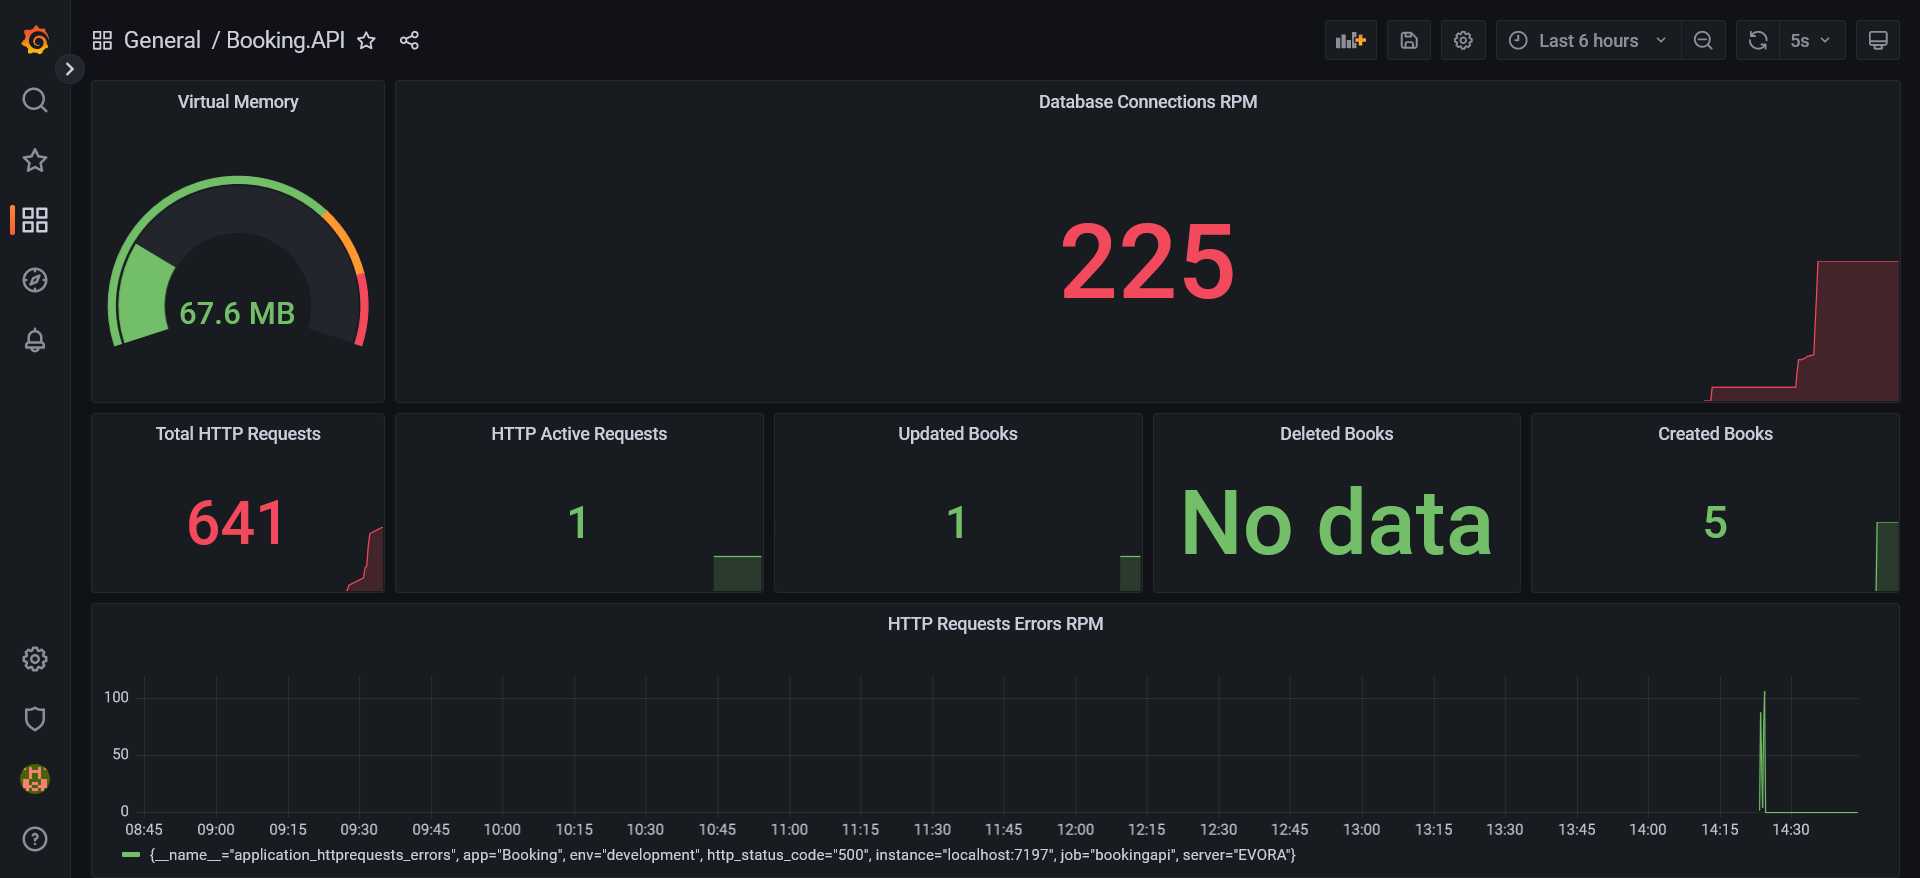 General / Booking.API
Last 6 hours
5s
Virtual Memory
67.6 MB
Database Connections RPM
225
Total HTTP Requests
641
HTTP Active Requests
1
Updated Books
1
Deleted Books
No data
Created Books
5
HTTP Requests Errors RPM
100
50
0
08:45 09:00 09:15 09:30 09:45 10:00 10:15 10:30 10:45 11:00 11:15 11:30 11:45 12:00 12:15 12:30 12:45 13:00 13:15 13:30 13:45 14:00 14:15 14:30
{__name__="application_httprequests_errors", app="Booking", env="development", http_status_code="500", instance="localhost:7197", job="bookingapi", server="EVORA"}